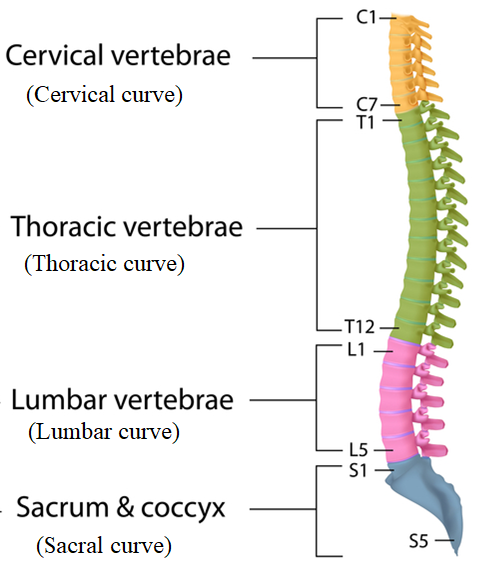 C1
Cervical vertebrae
(Cervical curve)
C7
T1
Thoracic vertebrae
(Thoracic curve)
T12
L1
Lumbar vertebrae
(Lumbar curve)
L5
S1
Sacrum & coccyx
(Sacral curve)
S5